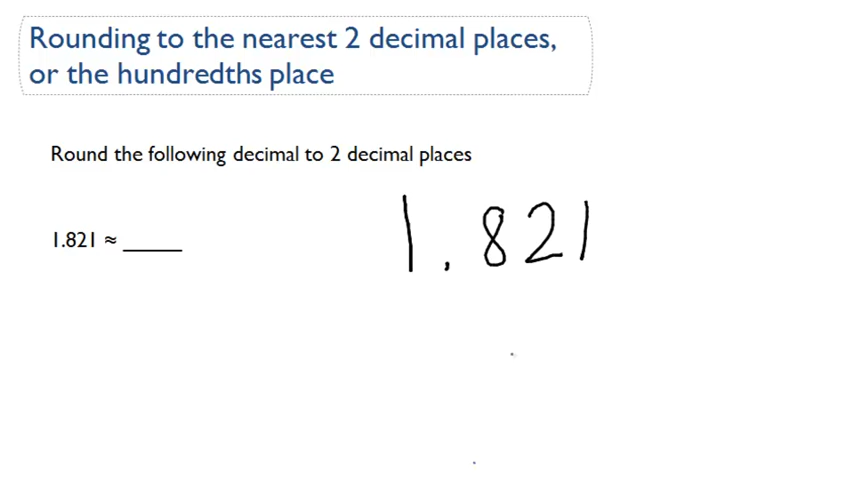 Rounding to the nearest 2 decimal places,
or the hundredths place
Round the following decimal to 2 decimal places
1.821 ≈ _____
1.821